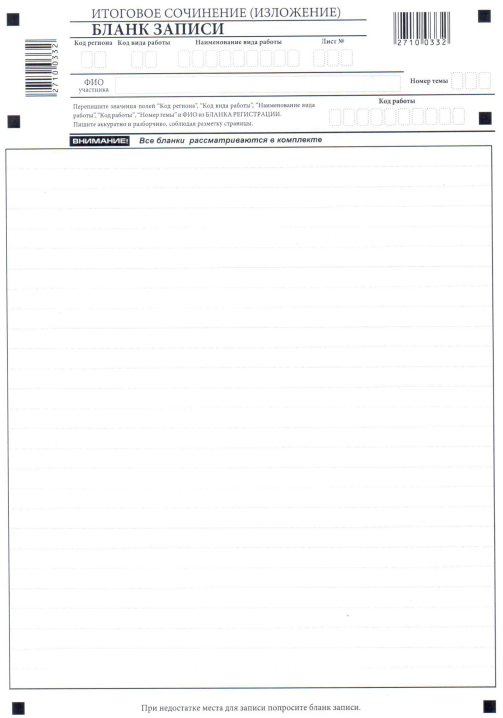 ИТОГОВОЕ СОЧИНЕНИЕ (ИЗЛОЖЕНИЕ)
БЛАНК ЗАПИСИ
2710 0332
2710 0332
Код региона Код вида работы Наименование вида работы Лист №
ФИО участника
Номер темы
Перепишите значения полей "Код региона", "Код вида работы", "Наименование вида
работы", "Код работы", "Номер темы" и ФИО из БЛАНКА РЕГИСТРАЦИИ.
Пишите аккуратно и разборчиво, соблюдая разметку страницы.
Код работы
ВНИМАНИЕ! Все бланки рассматриваются в комплекте
При недостатке места для записи попросите бланк записи.